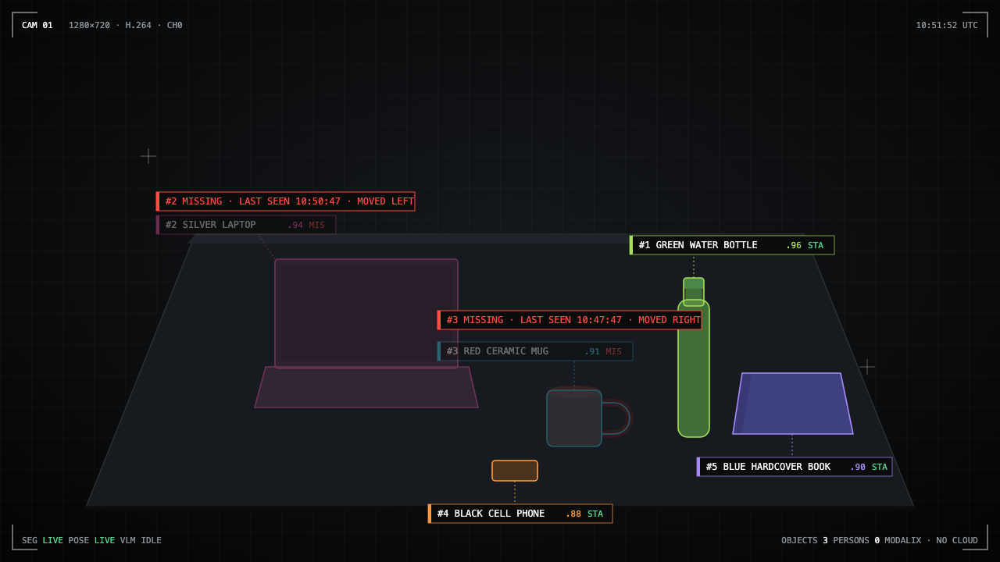 CAM 01 1280×720 · H.264 · CH0
10:51:52 UTC
#2 MISSING · LAST SEEN 10:50:47 · MOVED LEFT
#2 SILVER LAPTOP .94 MIS
#1 GREEN WATER BOTTLE .96 STA
#3 MISSING · LAST SEEN 10:47:47 · MOVED RIGHT
#3 RED CERAMIC MUG .91 MIS
#5 BLUE HARDCOVER BOOK .90 STA
#4 BLACK CELL PHONE .88 STA
SEG LIVE POSE LIVE VLM IDLE
OBJECTS 3 PERSONS 0 MODALIX · NO CLOUD